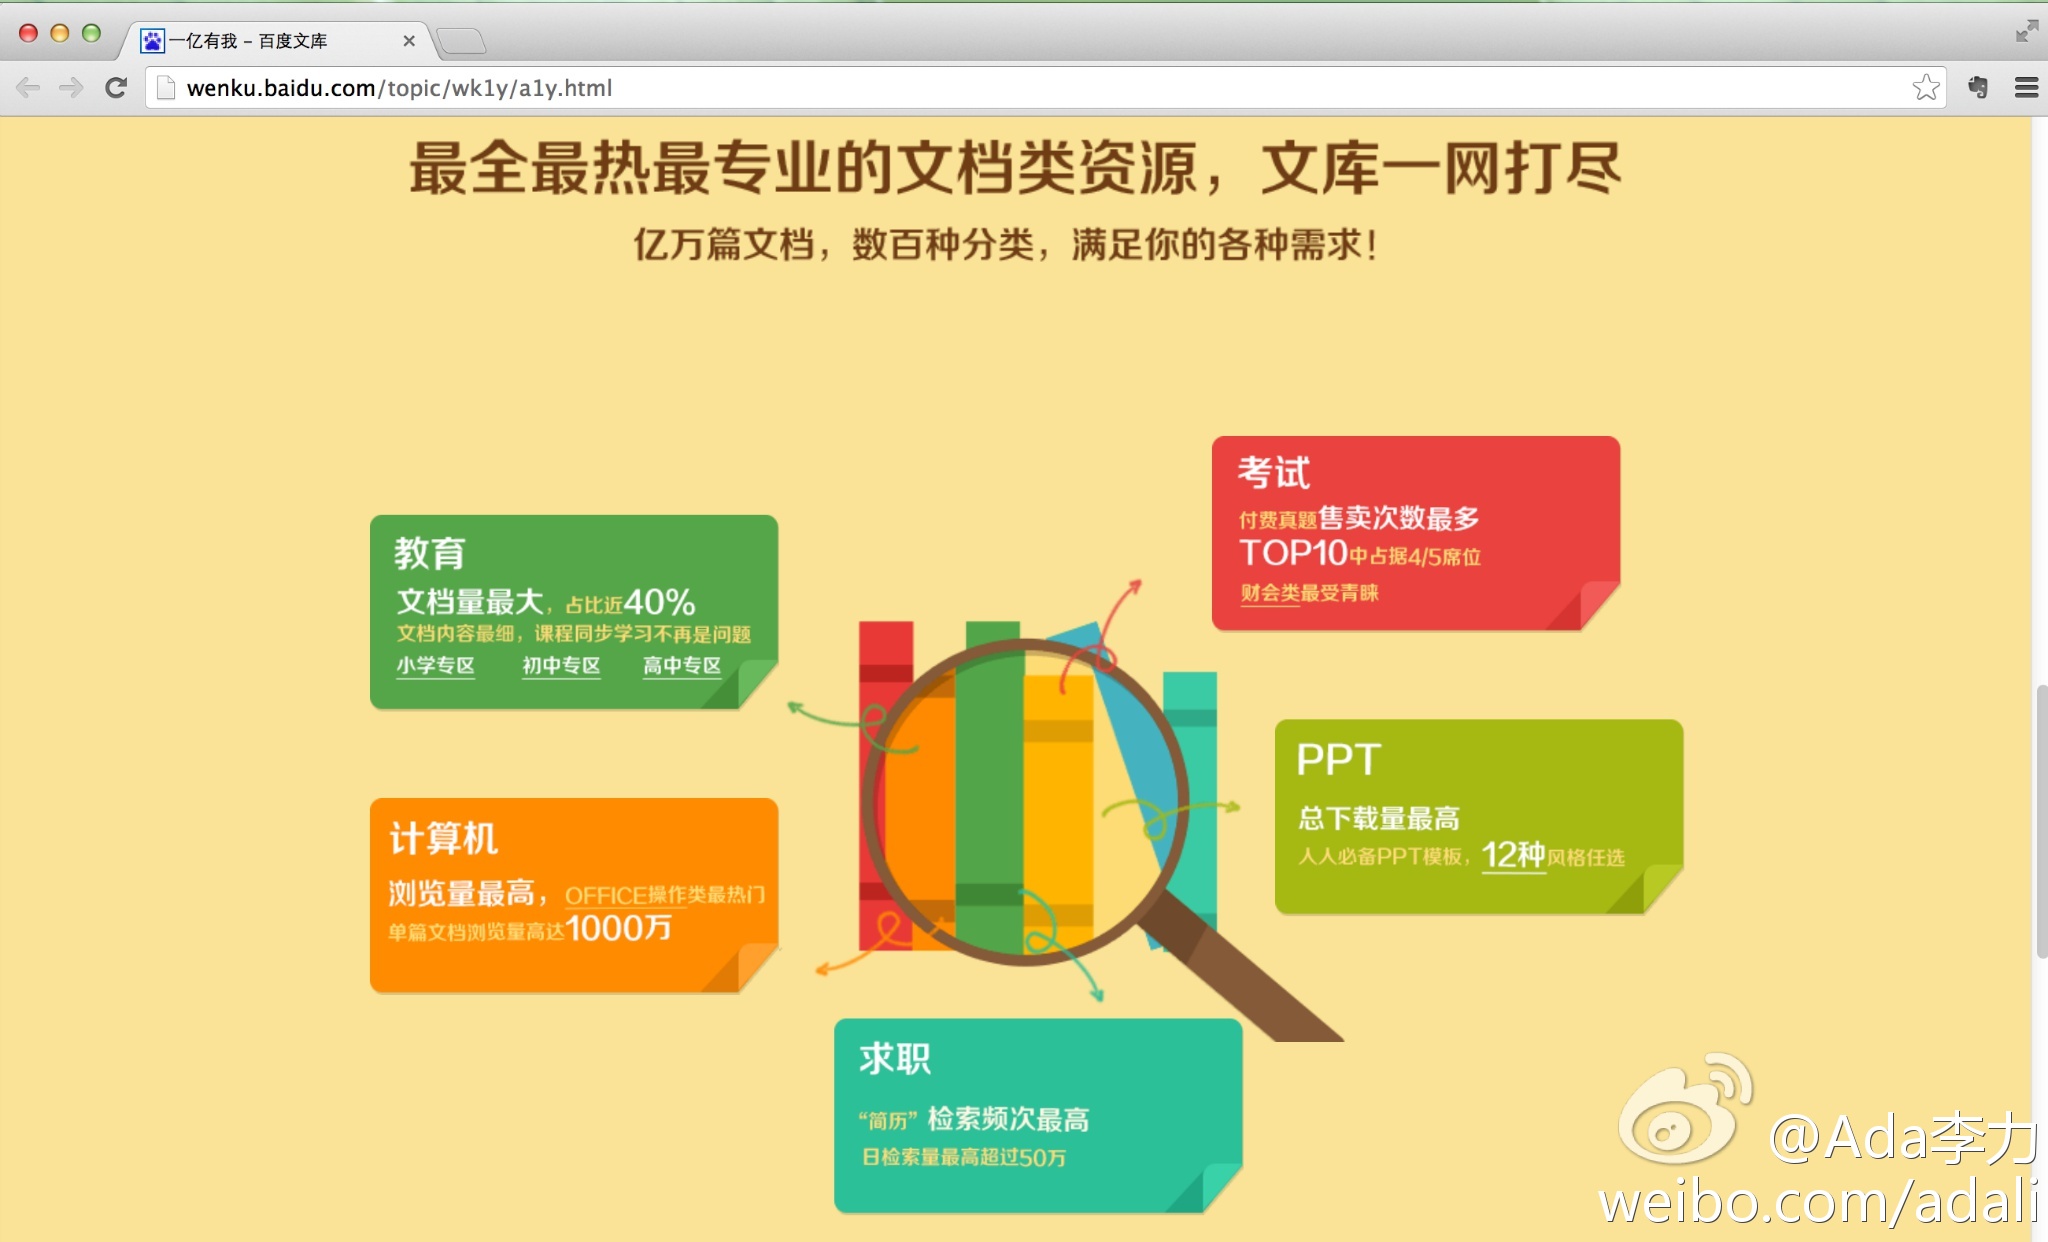 一亿有我 – 百度文库
wenku.baidu.com/topic/wk1y/a1y.html
最全最热最专业的文档类资源，文库一网打尽
亿万篇文档，数百种分类，满足你的各种需求！
教育
文档量最大，占比近40%
文档内容最细，课程同步学习不再是问题
小学专区 初中专区 高中专区
考试
付费真题售卖次数最多
TOP10中占据4/5席位
财会类最受青睐
计算机
浏览量最高，OFFICE操作类最热门
单篇文档浏览量高达1000万
PPT
总下载量最高
人人必备PPT模板，12种风格任选
求职
“简历” 检索频次最高
日检索量最高超过50万
@Ada李力
weibo.com/adali